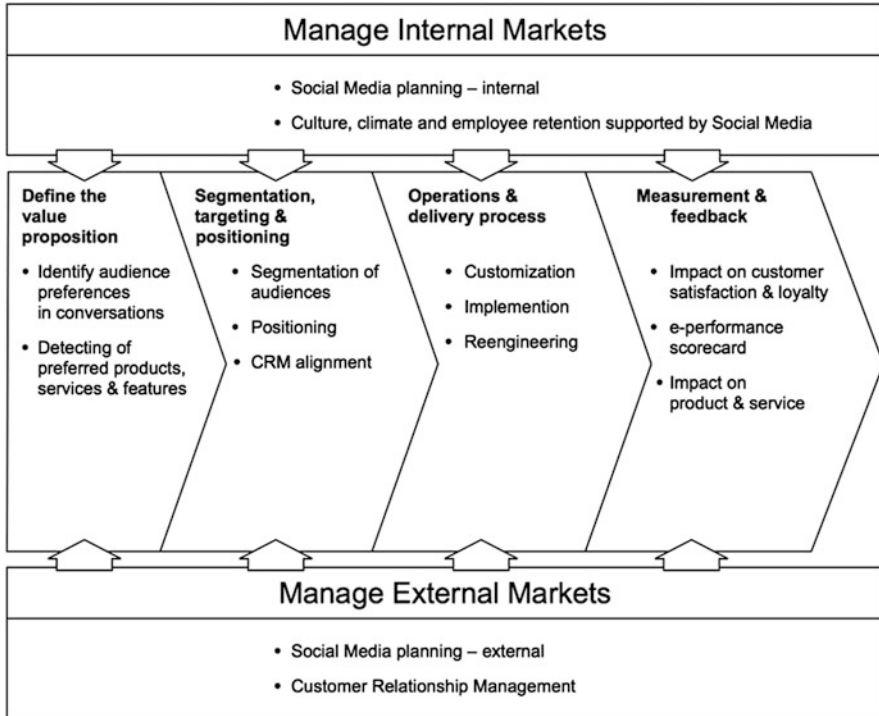 Manage Internal Markets
• Social Media planning – internal
• Culture, climate and employee retention supported by Social Media
Define the
value
proposition
• Identify audience
preferences
in conversations
• Detecting of
preferred products,
services & features
Segmentation,
targeting &
positioning
• Segmentation of
audiences
• Positioning
• CRM alignment
Operations &
delivery process
• Customization
• Implemention
• Reengineering
Measurement &
feedback
• Impact on customer
satisfaction & loyalty
• e-performance
scorecard
• Impact on
product & service
Manage External Markets
• Social Media planning – external
• Customer Relationship Management